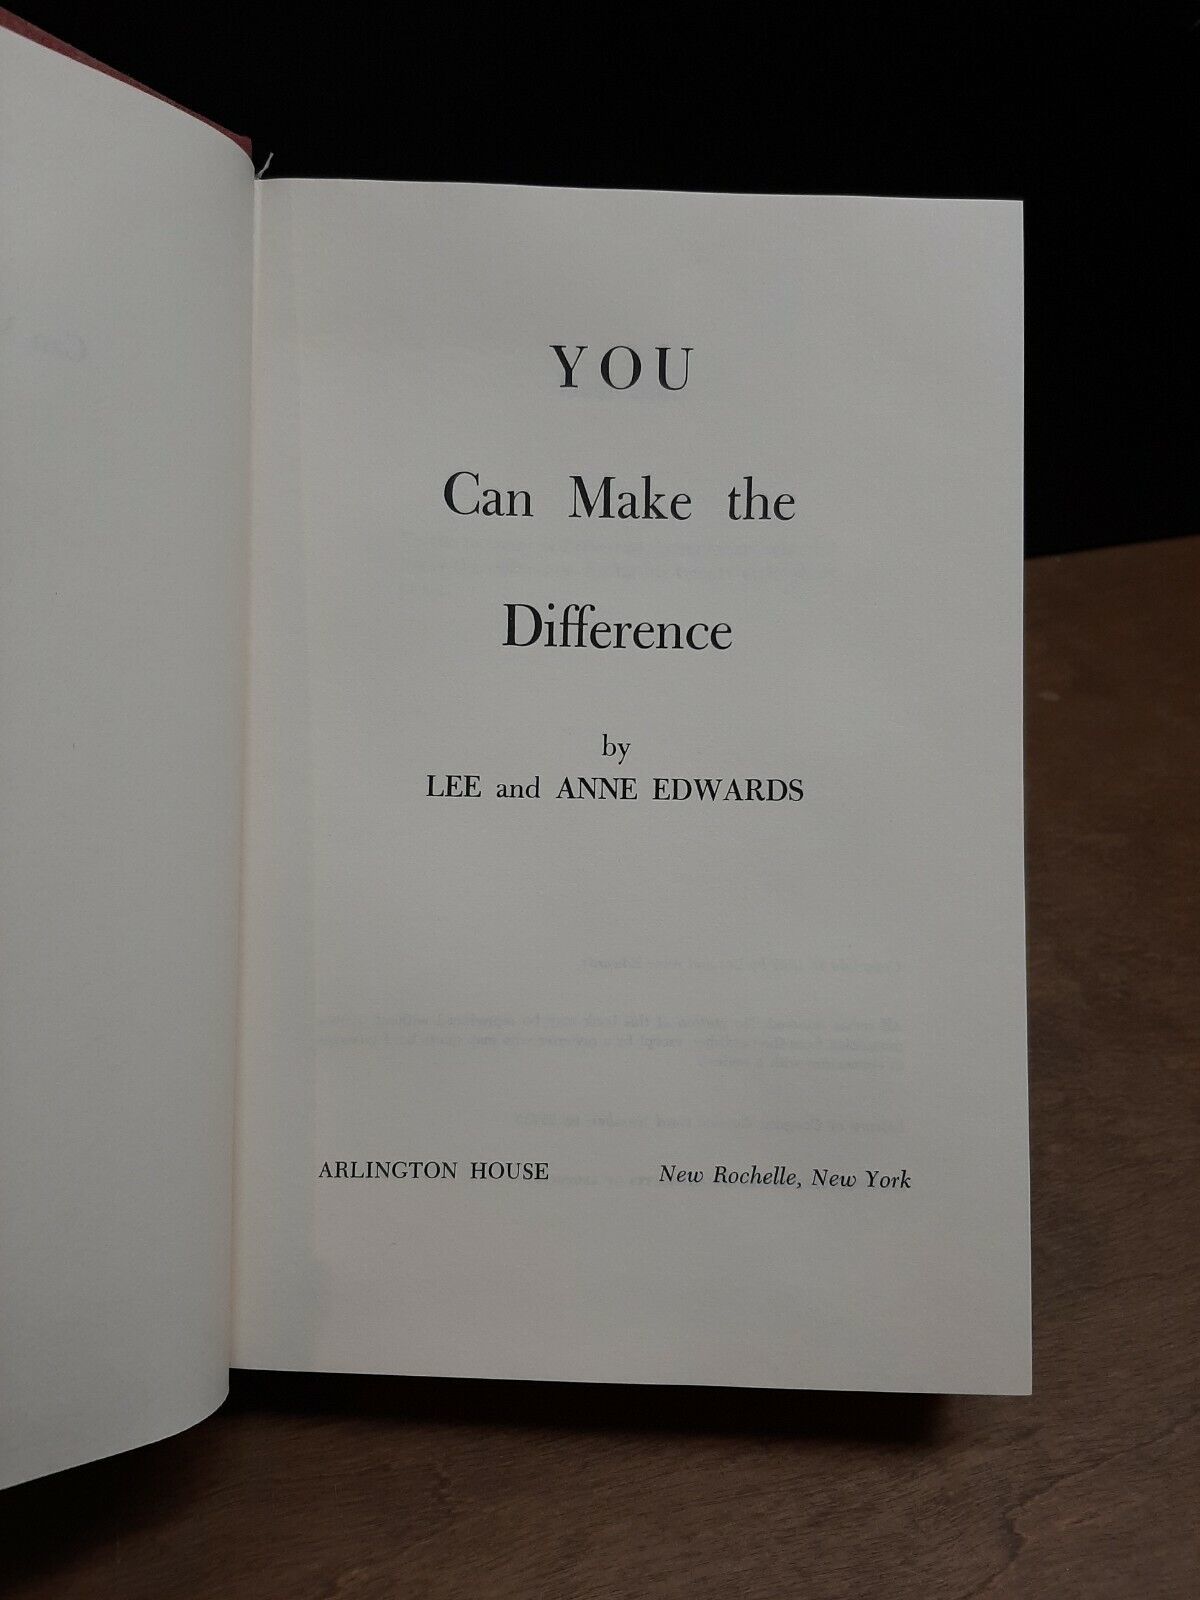 YOU
Can Make the
Difference
by
LEE and ANNE EDWARDS
ARLINGTON HOUSE New Rochelle, New York